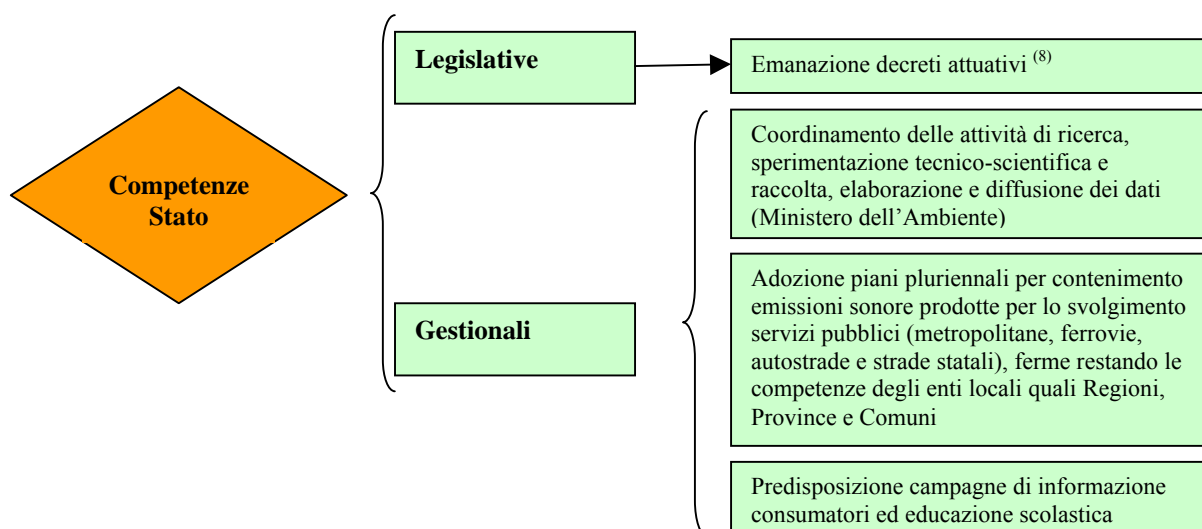 Competenze
Stato
Legislative
Emanazione decreti attuativi (8)
Gestionali
Coordinamento delle attività di ricerca,
sperimentazione tecnico-scientifica e
raccolta, elaborazione e diffusione dei dati
(Ministero dell’Ambiente)
Adozione piani pluriennali per contenimento
emissioni sonore prodotte per lo svolgimento
servizi pubblici (metropolitane, ferrovie,
autostrade e strade statali), ferme restando le
competenze degli enti locali quali Regioni,
Province e Comuni
Predisposizione campagne di informazione
consumatori ed educazione scolastica